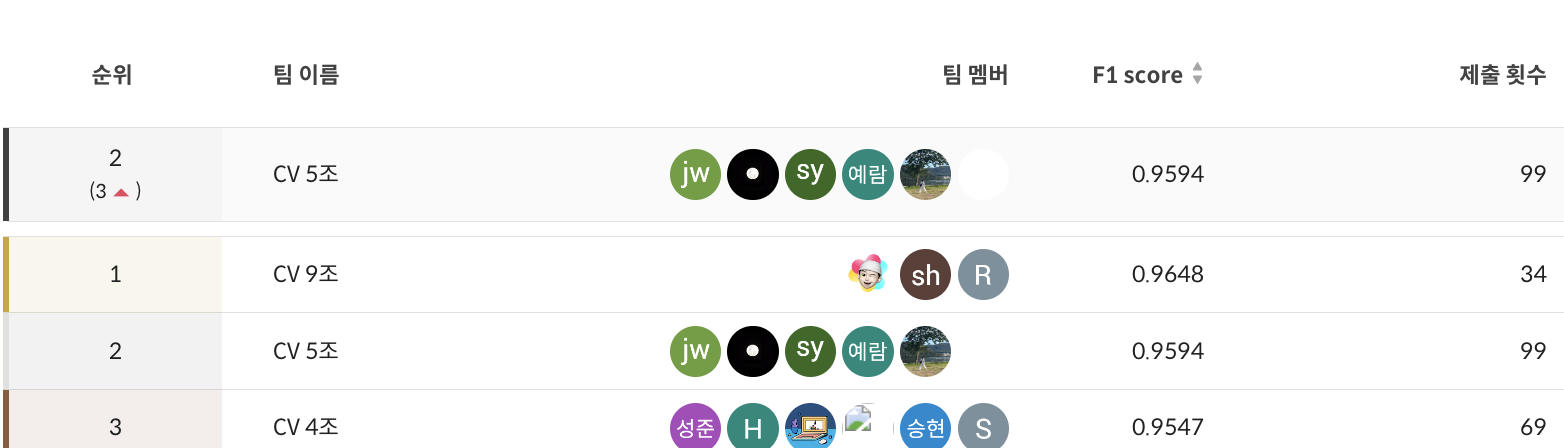 순위 팀 이름 팀 멤버 F1 score 제출 횟수
2
(3 )
CV 5조 jw sy 예람 0.9594 99
1 CV 9조 sh R 0.9648 34
2 CV 5조 jw sy 예람 0.9594 99
3 CV 4조 성준 H 승현 S 0.9547 69